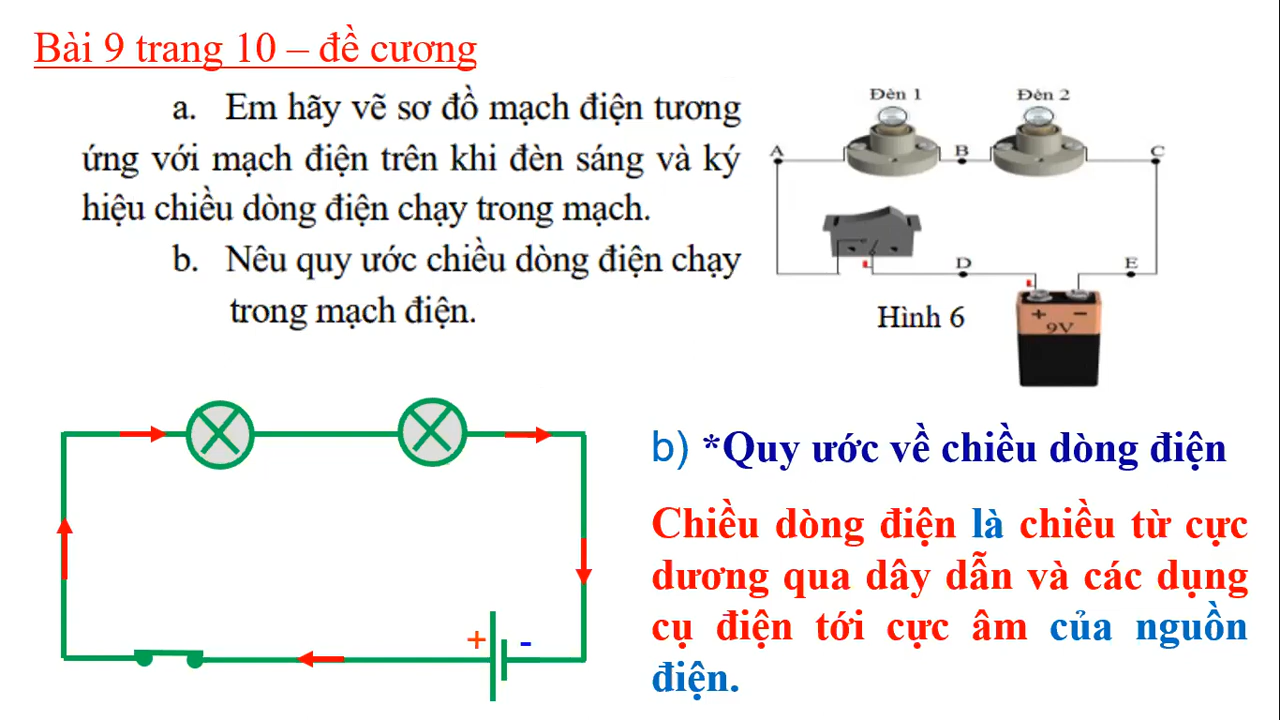 Bài 9 trang 10 – đề cương
a. Em hãy vẽ sơ đồ mạch điện tương
ứng với mạch điện trên khi đèn sáng và ký
hiệu chiều dòng điện chạy trong mạch.
b. Nêu quy ước chiều dòng điện chạy
trong mạch điện.
Đèn 1
Đèn 2
A
B
C
D
E
+ −
9V
Hình 6
+ -
b) *Quy ước về chiều dòng điện
Chiều dòng điện là chiều từ cực
dương qua dây dẫn và các dụng
cụ điện tới cực âm của nguồn
điện.